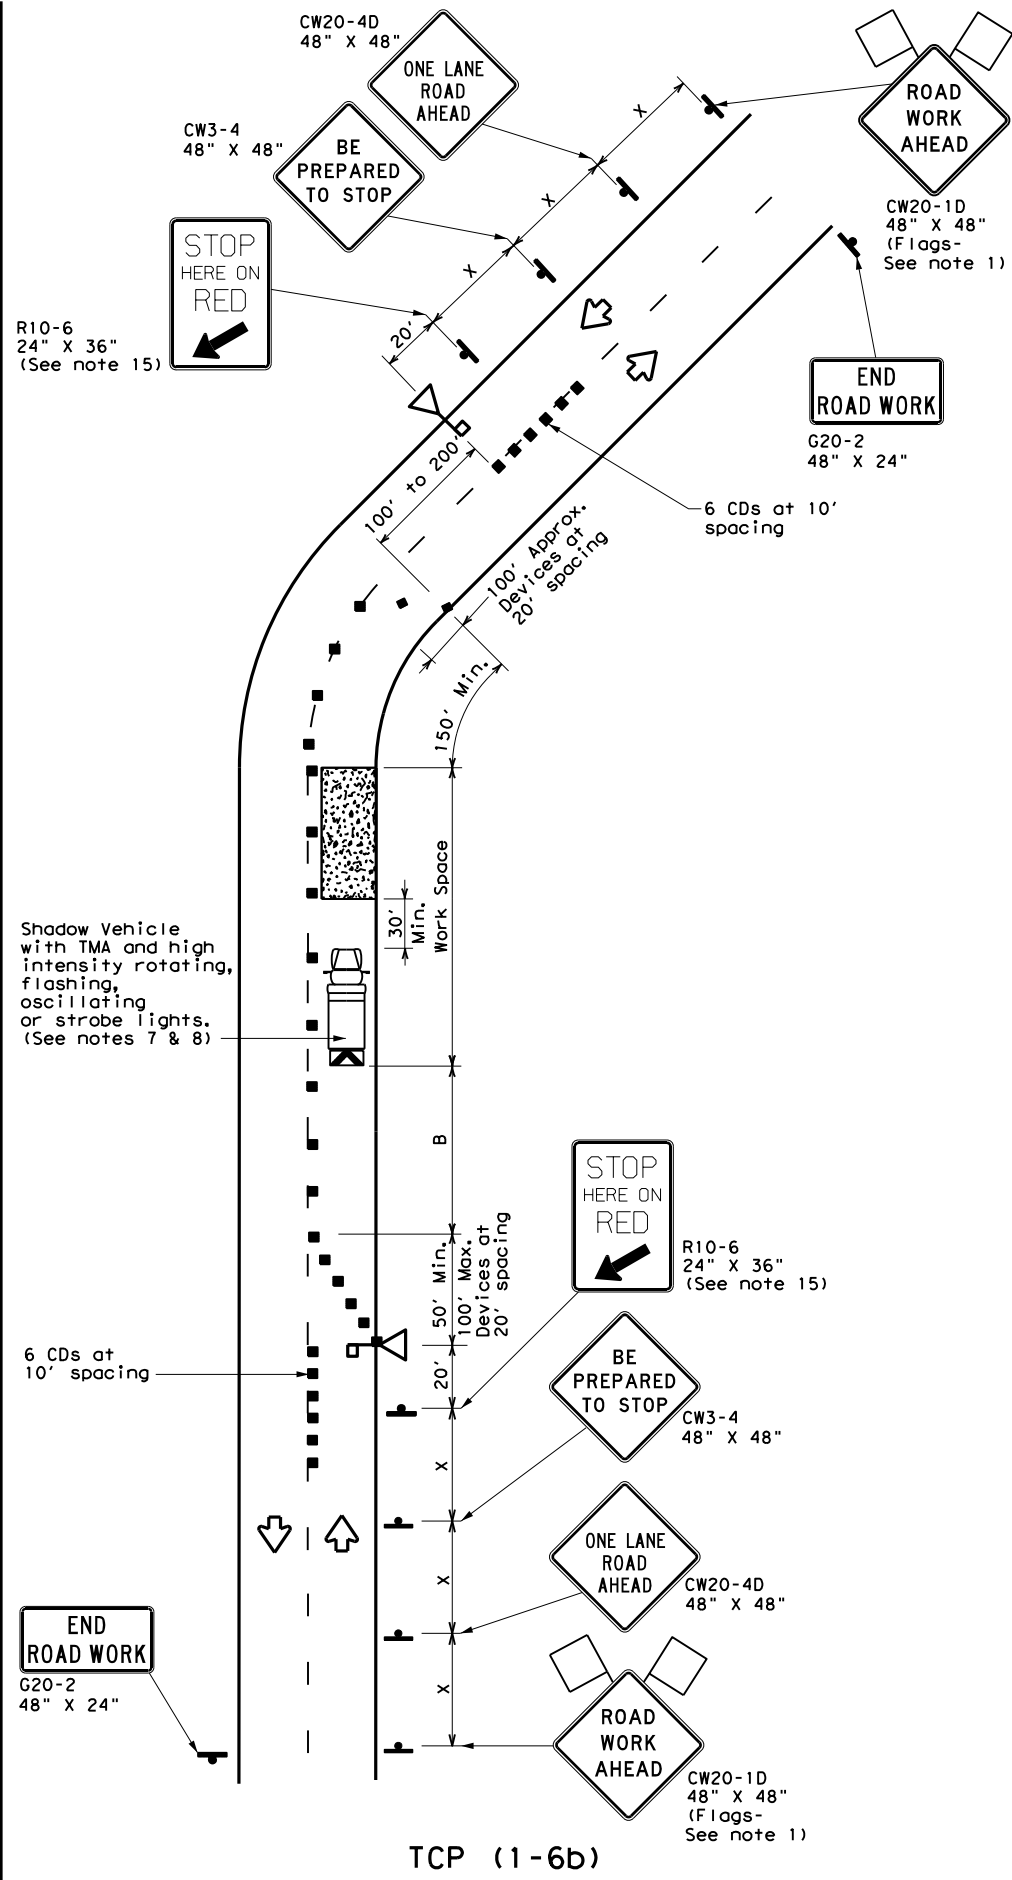 CW20-4D
48" X 48"
ONE LANE
ROAD
AHEAD
CW3-4
48" X 48"
BE
PREPARED
TO STOP
STOP
HERE ON
RED
R10-6
24" X 36"
(See note 15)
ROAD
WORK
AHEAD
CW20-1D
48" X 48"
(Flags-
See note 1)
X
X
X
20'
END
ROAD WORK
G20-2
48" X 24"
100' to 200'
6 CDs at 10'
spacing
100' Approx.
Devices at
20' spacing
150' Min.
30'
Min.
Work Space
Shadow Vehicle
with TMA and high
intensity rotating,
flashing,
oscillating
or strobe lights.
(See notes 7 & 8)
B
50' Min.
100' Max.
Devices at
20' spacing
STOP
HERE ON
RED
R10-6
24" X 36"
(See note 15)
6 CDs at
10' spacing
20'
BE
PREPARED
TO STOP
CW3-4
48" X 48"
X
ONE LANE
ROAD
AHEAD
CW20-4D
48" X 48"
X
END
ROAD WORK
G20-2
48" X 24"
X
ROAD
WORK
AHEAD
CW20-1D
48" X 48"
(Flags-
See note 1)
TCP (1-6b)